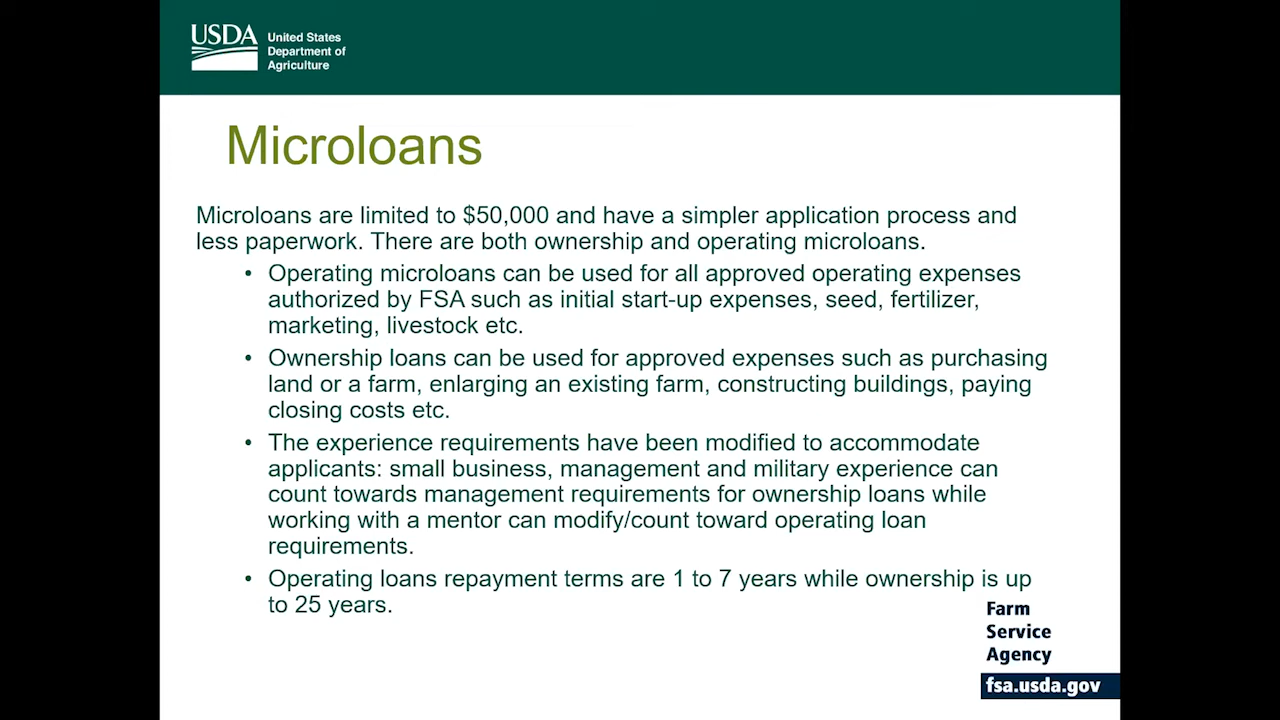 USDA
United States
Department of
Agriculture
Microloans
Microloans are limited to $50,000 and have a simpler application process and
less paperwork. There are both ownership and operating microloans.
• Operating microloans can be used for all approved operating expenses
authorized by FSA such as initial start-up expenses, seed, fertilizer,
marketing, livestock etc.
• Ownership loans can be used for approved expenses such as purchasing
land or a farm, enlarging an existing farm, constructing buildings, paying
closing costs etc.
• The experience requirements have been modified to accommodate
applicants: small business, management and military experience can
count towards management requirements for ownership loans while
working with a mentor can modify/count toward operating loan
requirements.
• Operating loans repayment terms are 1 to 7 years while ownership is up
to 25 years.
Farm
Service
Agency
fsa.usda.gov